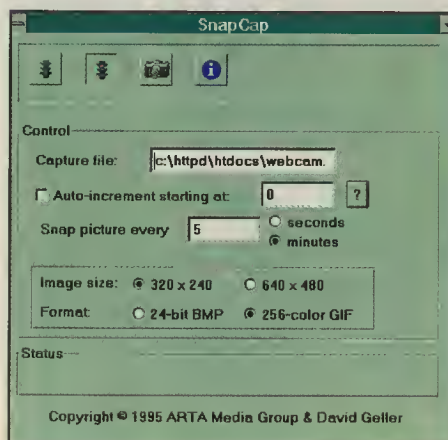 SnapCap
Control
Capture file: c:\httpd\htdocs\webcam.
Auto-increment starting at: 0 ?
Snap picture every 5 seconds
minutes
Image size: 320 x 240 640 x 480
Format: 24-bit BMP 256-color GIF
Status
Copyright © 1995 ARTA Media Group & David Geller